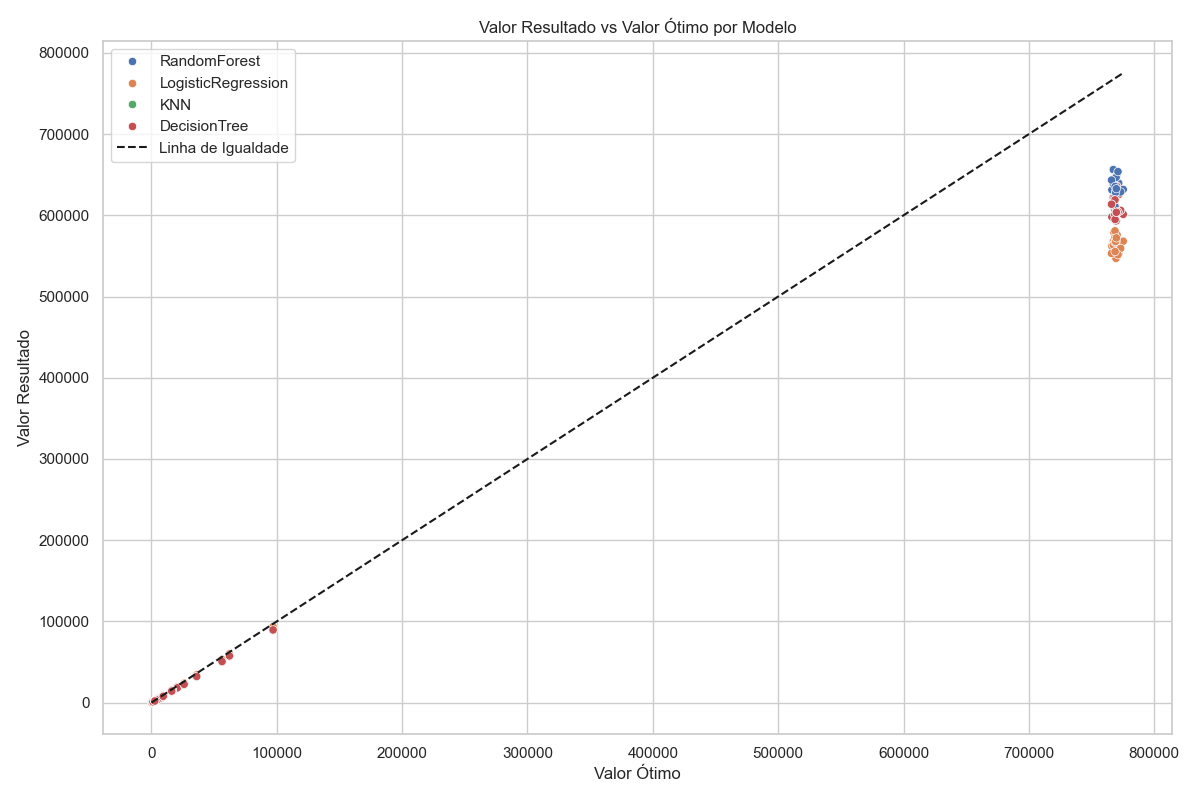 Valor Resultado vs Valor Ótimo por Modelo
RandomForest
LogisticRegression
KNN
DecisionTree
Linha de Igualdade
800000
700000
600000
500000
400000
300000
200000
100000
0
Valor Resultado
0 100000 200000 300000 400000 500000 600000 700000 800000
Valor Ótimo